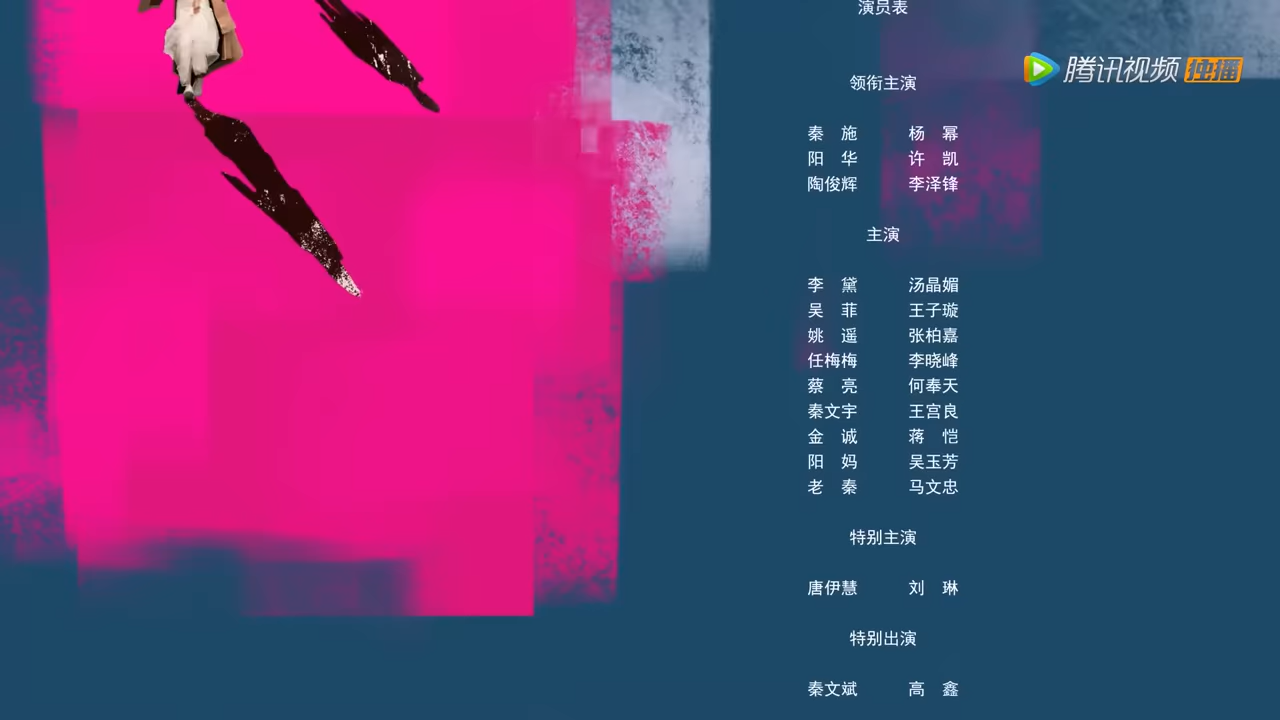 演员表
腾讯视频 独播
领衔主演
秦 施 杨 幂
阳 华 许 凯
陶俊辉 李泽锋
主演
李 黛 汤晶媚
吴 菲 王子璇
姚 遥 张柏嘉
任梅梅 李晓峰
蔡 亮 何奉天
秦文宇 王宫良
金 诚 蒋 恺
阳 妈 吴玉芳
老 秦 马文忠
特别主演
唐伊慧 刘 琳
特别出演
秦文斌 高 鑫